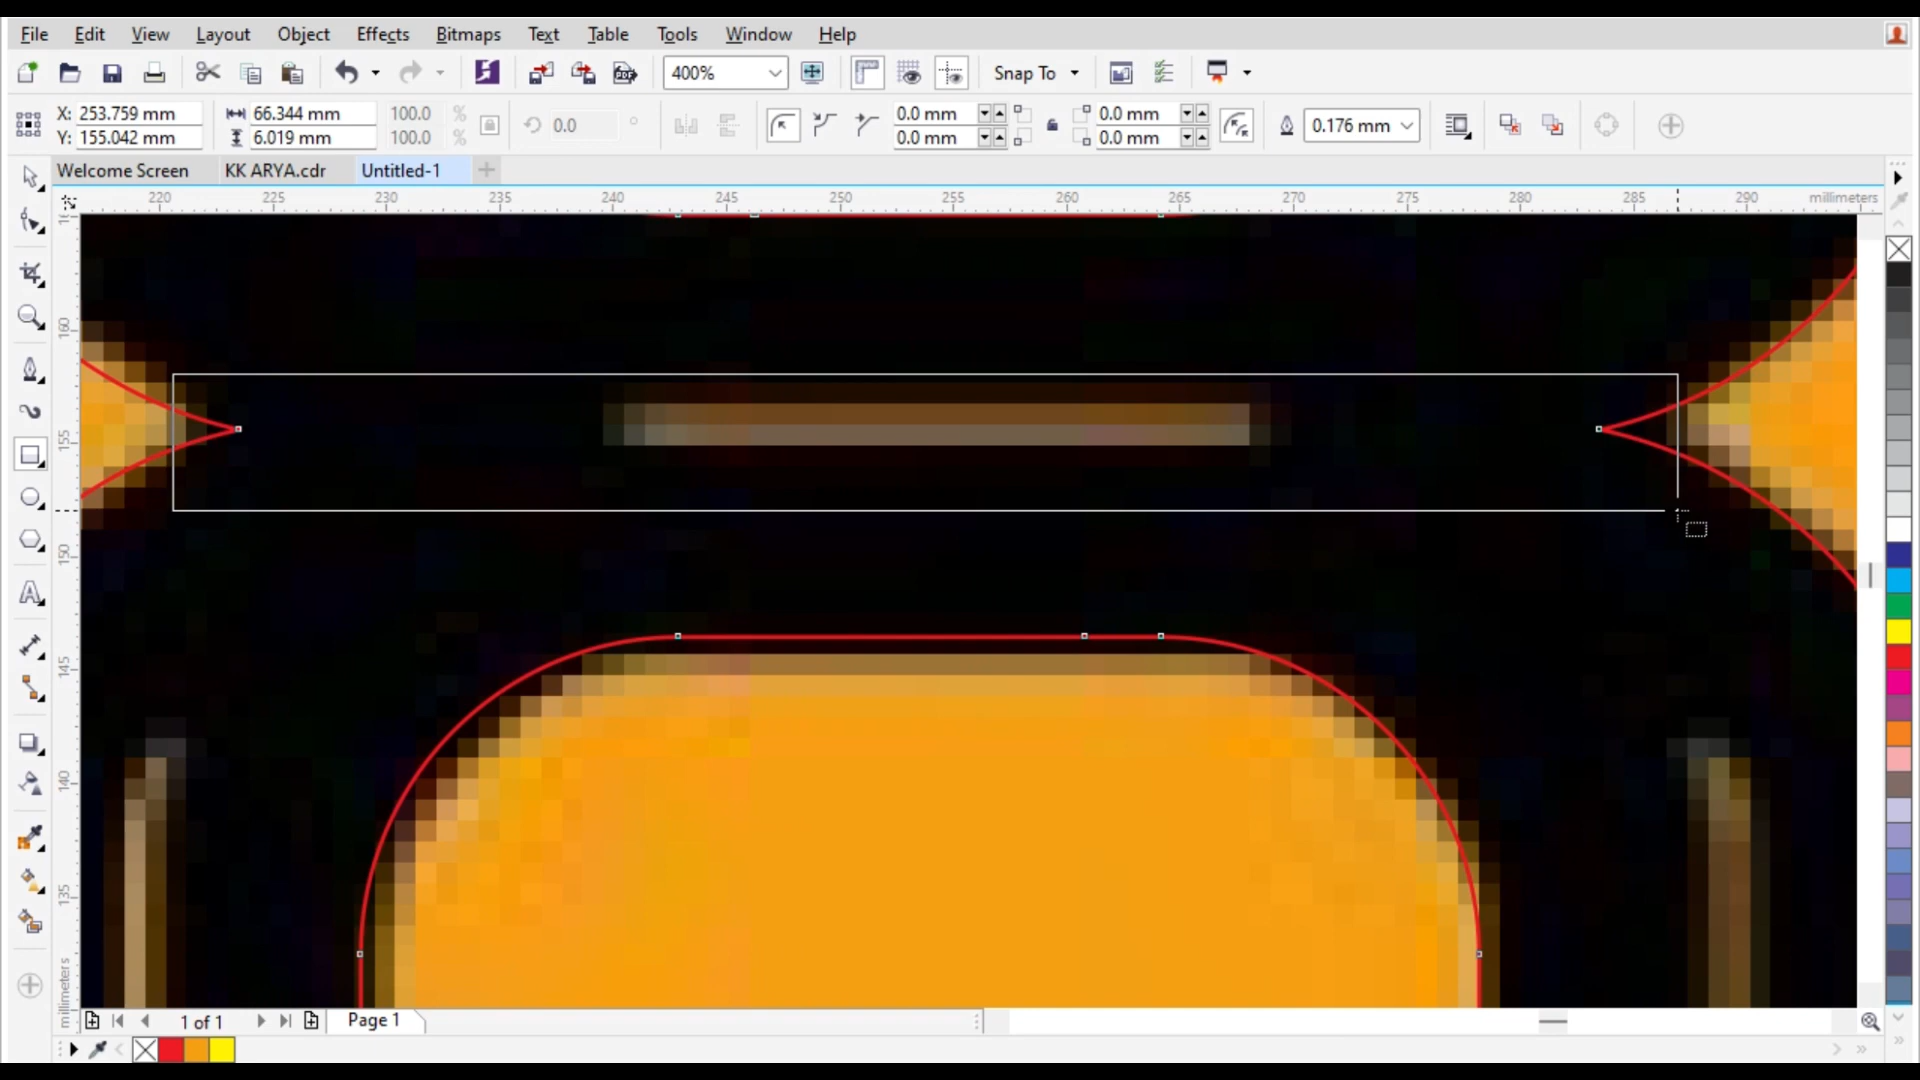 File Edit View Layout Object Effects Bitmaps Text Table Tools Window Help
400% Snap To
X: 253.759 mm 66.344 mm 100.0 % 0.0 0.0 mm 0.0 mm 0.176 mm
Y: 155.042 mm 6.019 mm 100.0 % 0.0 mm 0.0 mm
Welcome Screen KK ARYA.cdr Untitled-1
220 225 230 235 240 245 250 255 260 265 270 275 280 285 290 millimeters
160
155
150
145
140
135
millimeters
1 of 1 Page 1